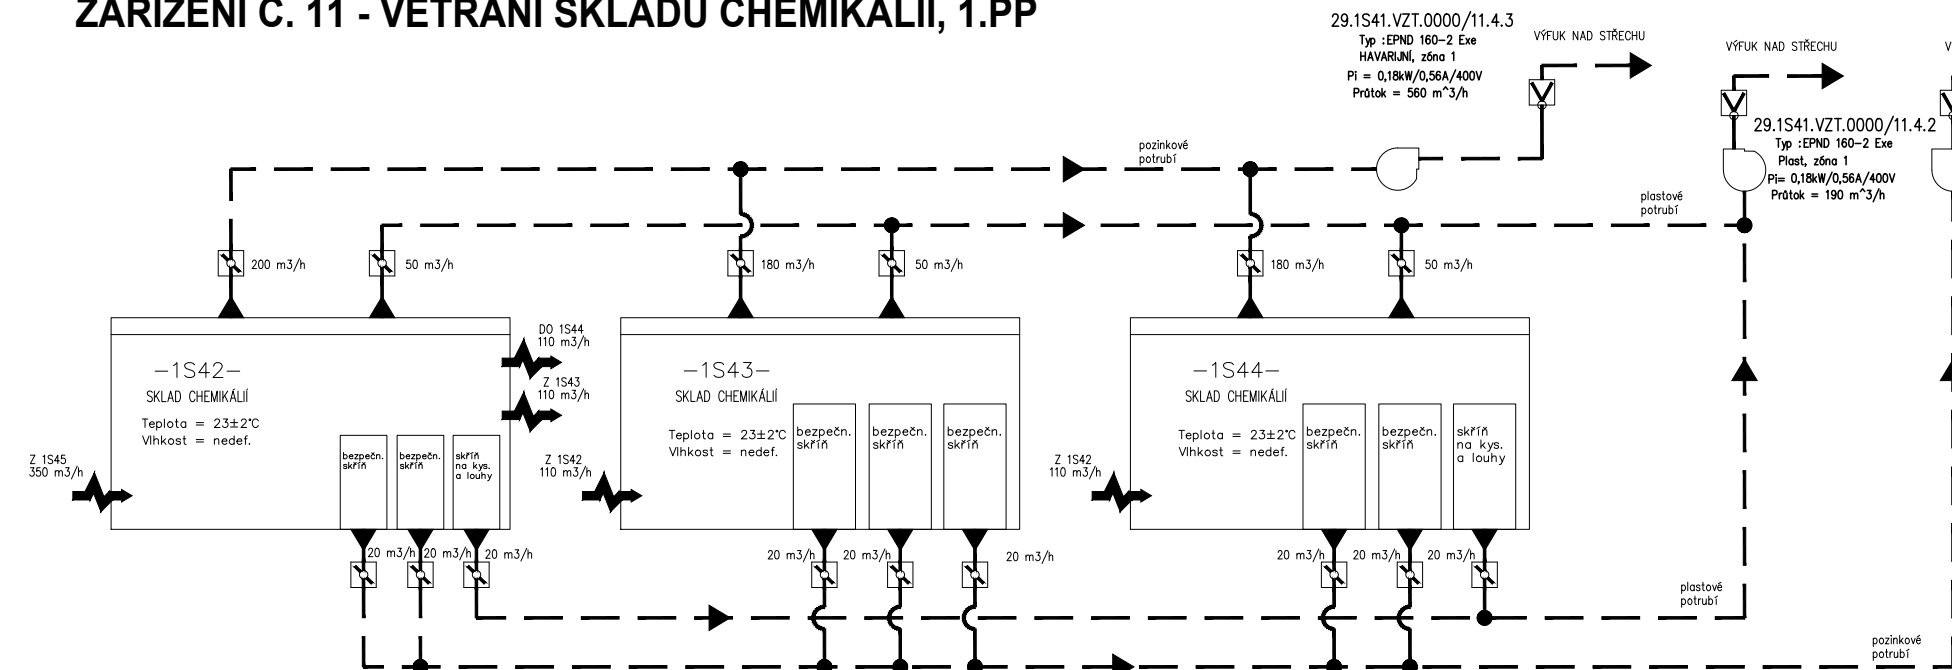 ZAŘÍZENÍ Č. 11 - VĚTRÁNÍ SKLADU CHEMIKÁLIÍ, 1.PP
29.1S41.VZT.0000/11.4.3
Typ :EPND 160-2 Exe
HAVARIJNÍ, zóna 1
Pi = 0,18kW/0,56A/400V
Průtok = 560 m^3/h
VÝFUK NAD STŘECHU
VÝFUK NAD STŘECHU
V
29.1S41.VZT.0000/11.4.2
Typ :EPND 160-2 Exe
Plast, zóna 1
Pi= 0,18kW/0,56A/400V
Průtok = 190 m^3/h
pozinkové
potrubí
plastové
potrubí
200 m3/h
50 m3/h
180 m3/h
50 m3/h
180 m3/h
50 m3/h
-1S42-
SKLAD CHEMIKÁLIÍ
Teplota = 23±2°C
Vlhkost = nedef.
bezpečn.
skříň
bezpečn.
skříň
skříň
na kys.
a louhy
Z 1S45
350 m3/h
DO 1S44
110 m3/h
Z 1S43
110 m3/h
-1S43-
SKLAD CHEMIKÁLIÍ
Teplota = 23±2°C
Vlhkost = nedef.
bezpečn.
skříň
bezpečn.
skříň
bezpečn.
skříň
Z 1S42
110 m3/h
-1S44-
SKLAD CHEMIKÁLIÍ
Teplota = 23±2°C
Vlhkost = nedef.
bezpečn.
skříň
bezpečn.
skříň
skříň
na kys.
a louhy
Z 1S42
110 m3/h
20 m3/h
20 m3/h
20 m3/h
20 m3/h
20 m3/h
20 m3/h
20 m3/h
20 m3/h
20 m3/h
plastové
potrubí
pozinkové
potrubí